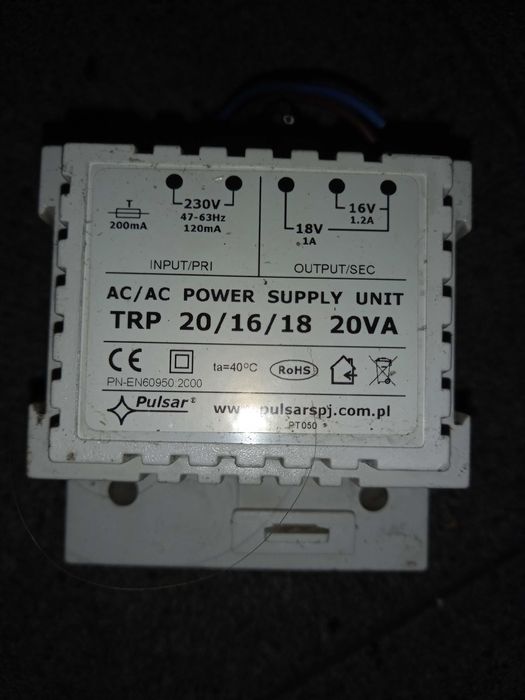 T
200mA
230V
47-63Hz
120mA
18V
1A
16V
1.2A
INPUT/PRI
OUTPUT/SEC
AC/AC POWER SUPPLY UNIT
TRP 20/16/18 20VA
CE
ta=40°C
RoHS
PN-EN60950:2000
Pulsar®
www.pulsarspj.com.pl
PT050